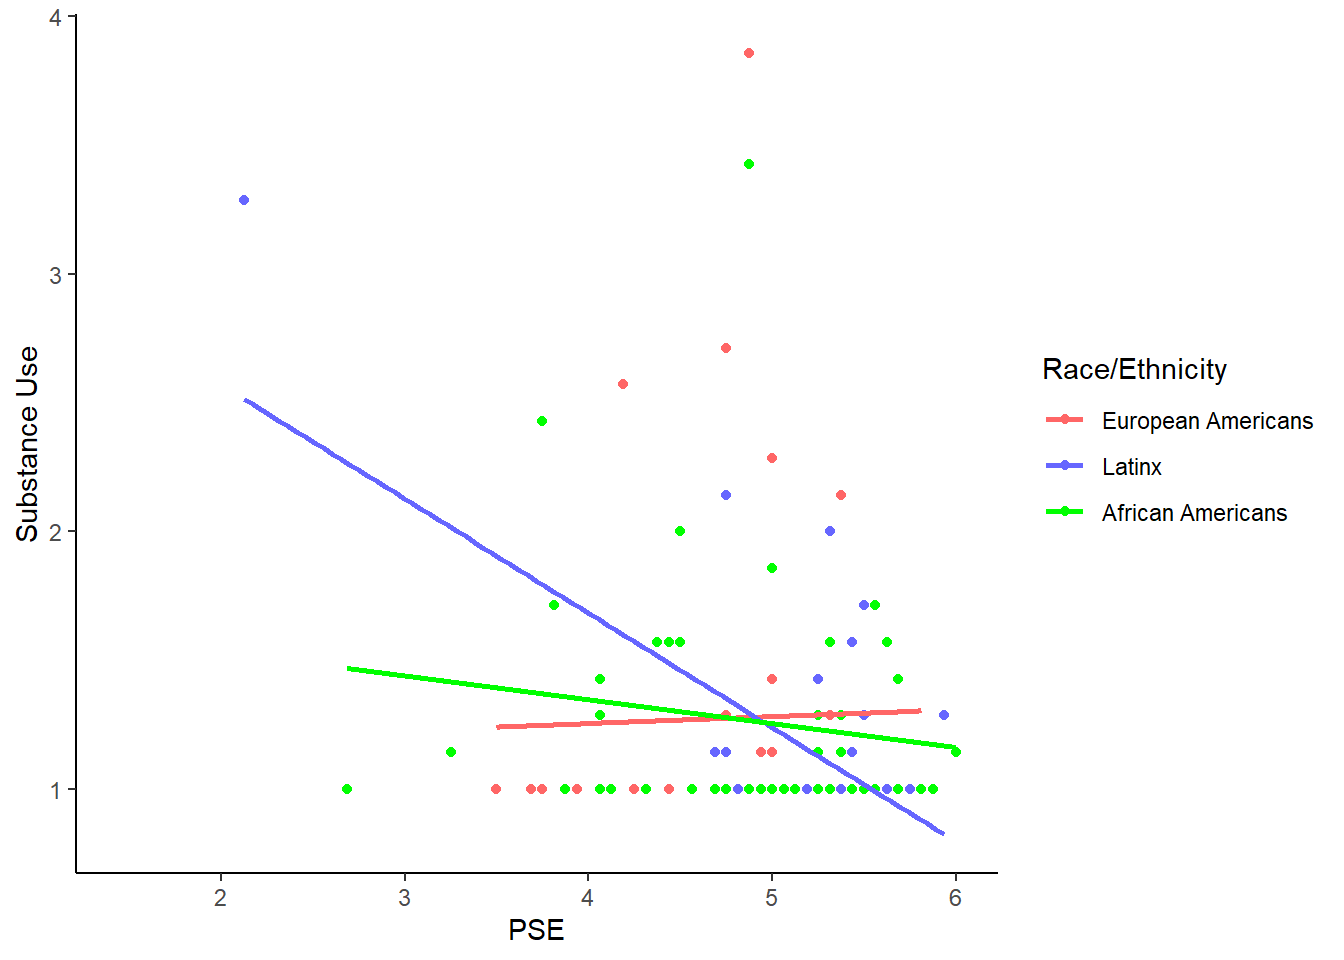 4
3
2
1
Substance Use
2 3 4 5 6
PSE
Race/Ethnicity
European Americans
Latinx
African Americans